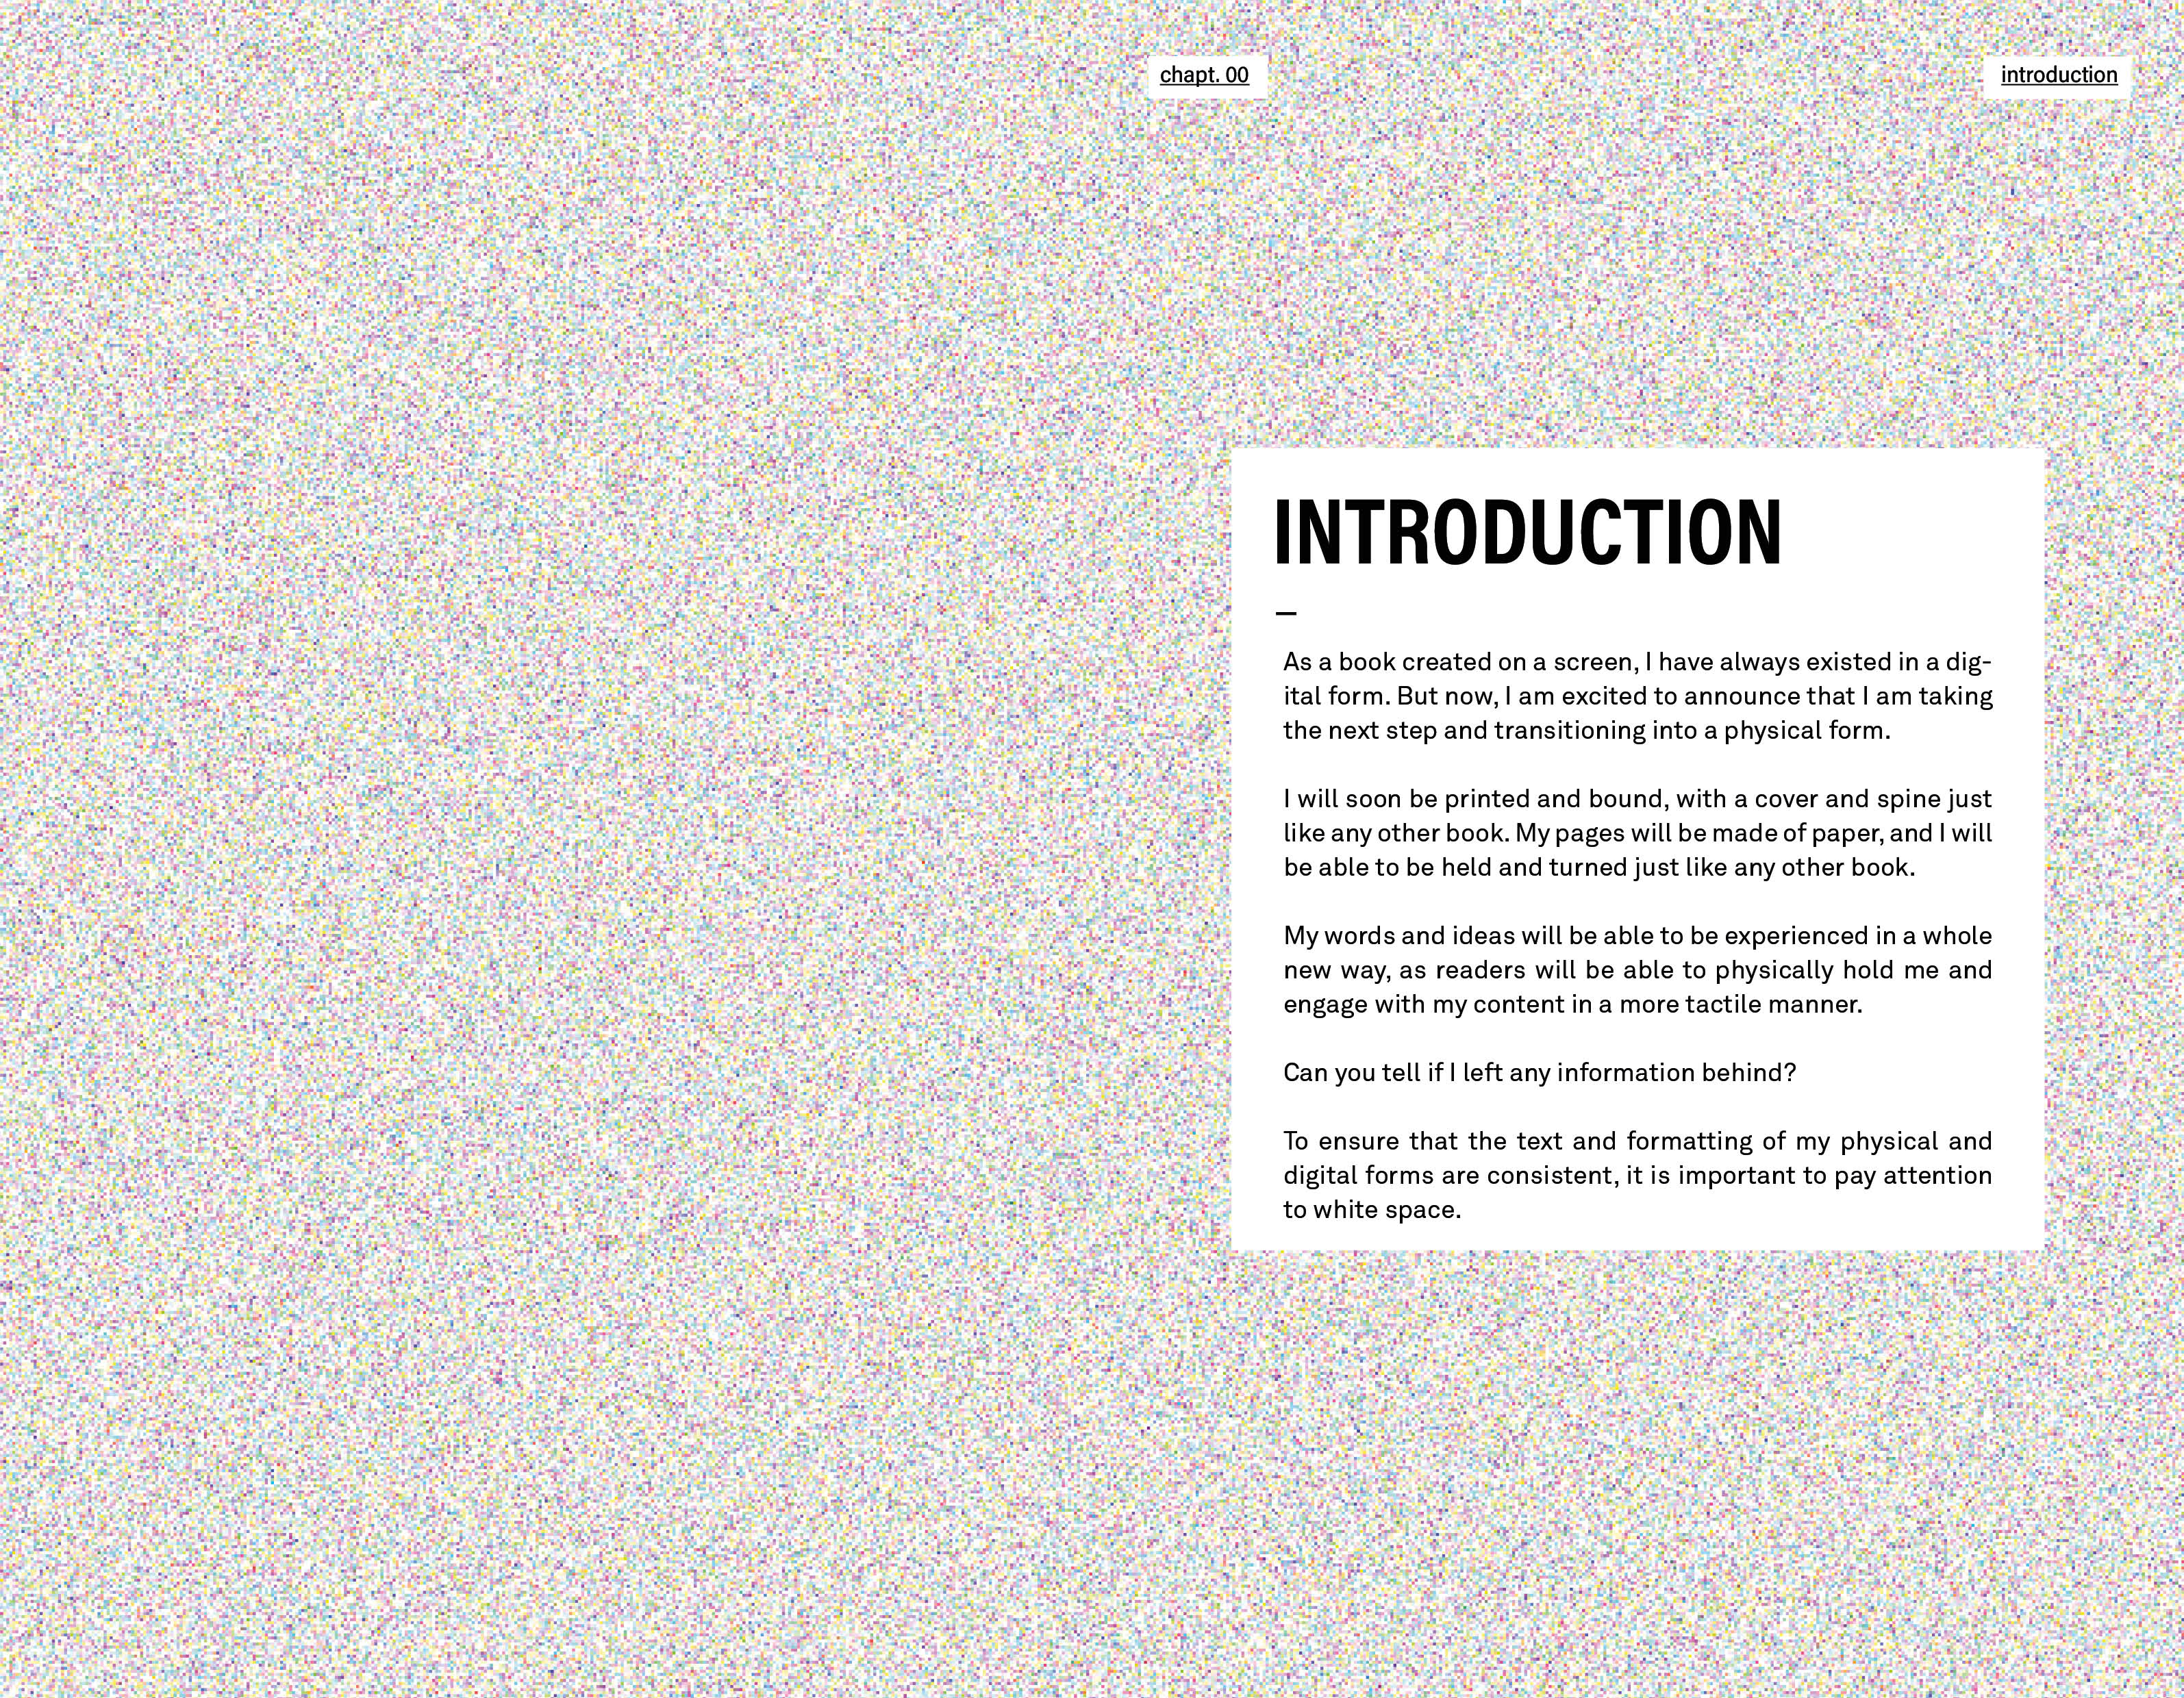 chapt. 00
introduction
INTRODUCTION
–
As a book created on a screen, I have always existed in a dig-
ital form. But now, I am excited to announce that I am taking
the next step and transitioning into a physical form.
I will soon be printed and bound, with a cover and spine just
like any other book. My pages will be made of paper, and I will
be able to be held and turned just like any other book.
My words and ideas will be able to be experienced in a whole
new way, as readers will be able to physically hold me and
engage with my content in a more tactile manner.
Can you tell if I left any information behind?
To ensure that the text and formatting of my physical and
digital forms are consistent, it is important to pay attention
to white space.